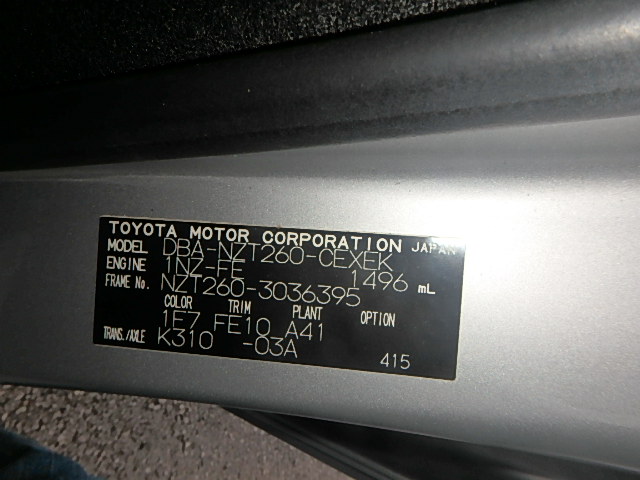 TOYOTA MOTOR CORPORATION JAPAN
MODEL DBA-NZT260-CEXEK
ENGINE 1NZ-FE 1496 mL
FRAME No. NZT260-3036395
COLOR TRIM PLANT OPTION
1E7 FE10 A41
TRANS./AXLE K310 -03A
415